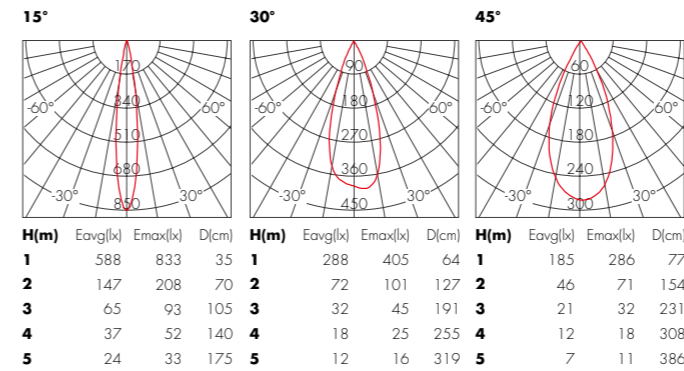 15° 30° 45°
170 90 60
340 180 120
-60° 60° -60° 60° -60° 60°
510 270 180
680 360 240
-30° 30° -30° 30° -30° 30°
850 450 300
H(m) Eavg(lx) Emax(lx) D(cm) H(m) Eavg(lx) Emax(lx) D(cm) H(m) Eavg(lx) Emax(lx) D(cm)
1 588 833 35 1 288 405 64 1 185 286 77
2 147 208 70 2 72 101 127 2 46 71 154
3 65 93 105 3 32 45 191 3 21 32 231
4 37 52 140 4 18 25 255 4 12 18 308
5 24 33 175 5 12 16 319 5 7 11 386